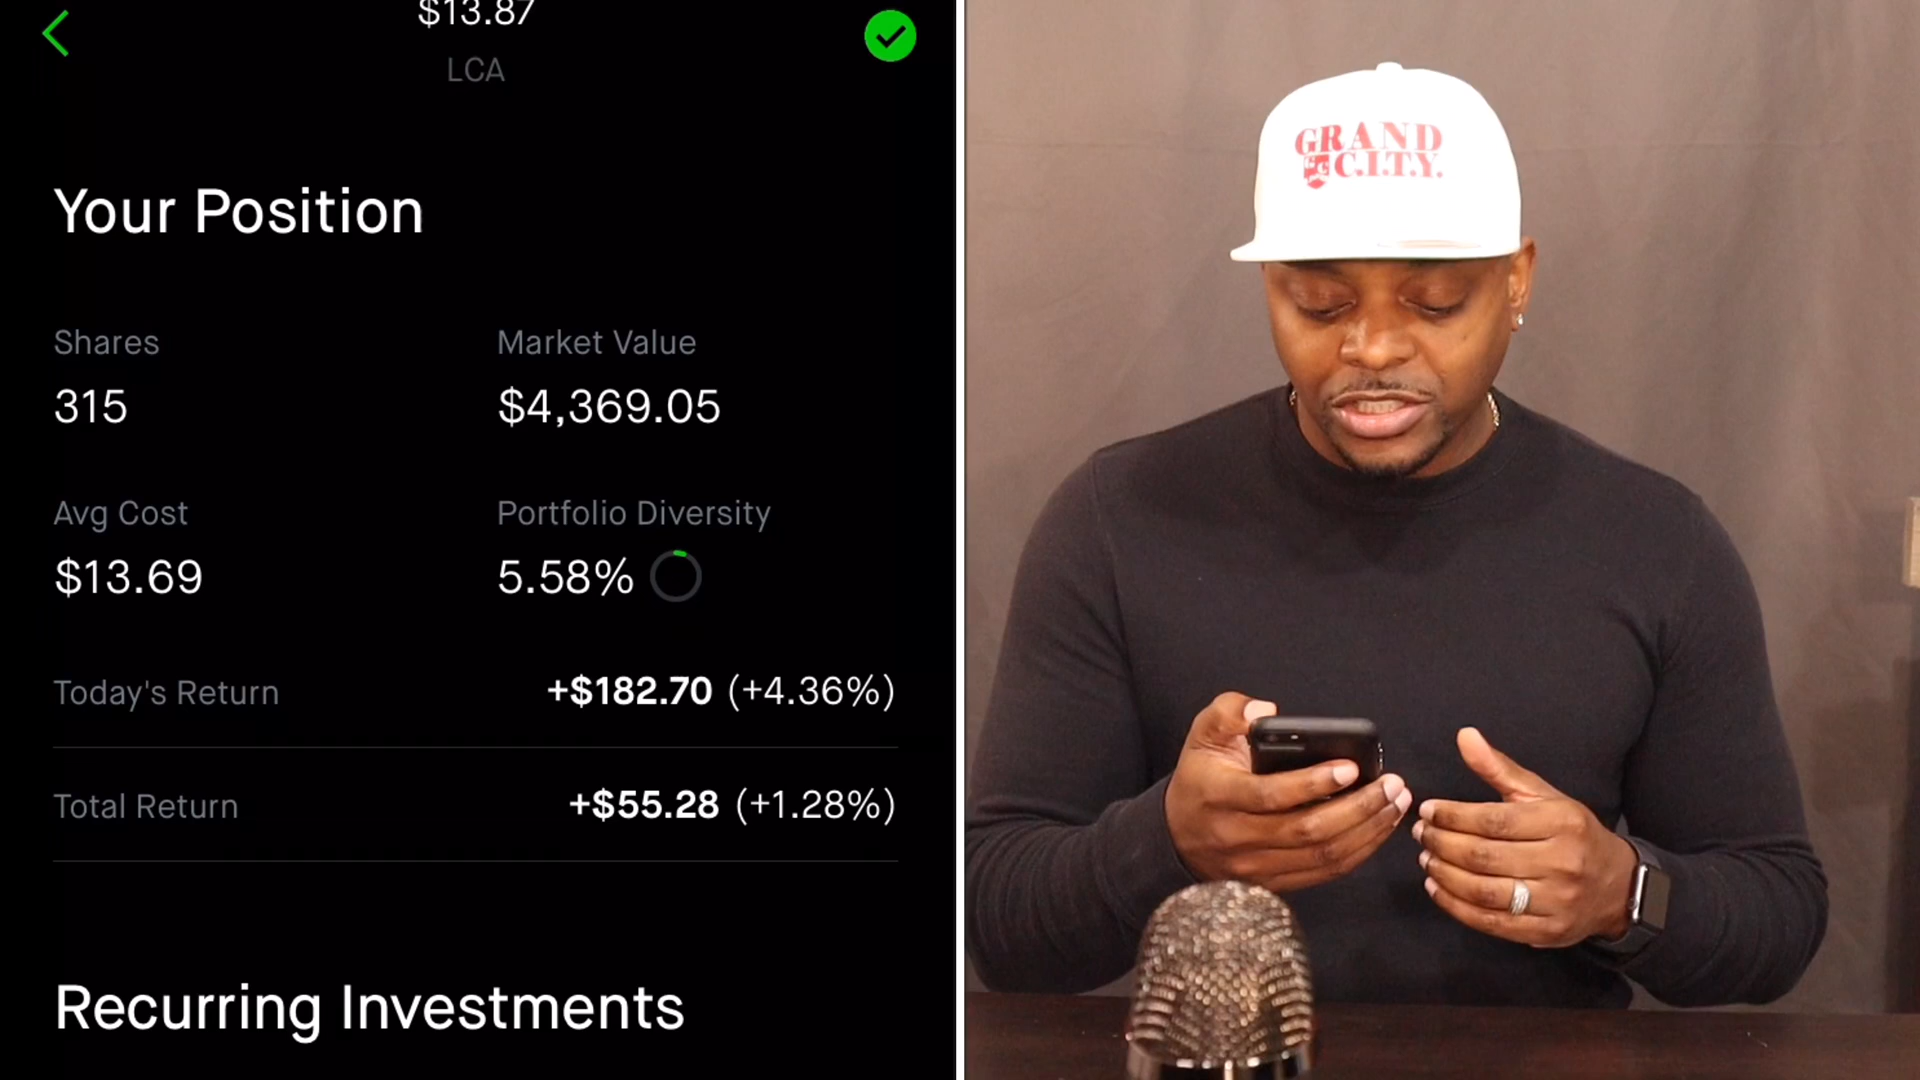 $13.87
LCA
Your Position
Shares
Market Value
315
$4,369.05
Avg Cost
Portfolio Diversity
$13.69
5.58%
Today's Return
+$182.70 (+4.36%)
Total Return
+$55.28 (+1.28%)
Recurring Investments
GRAND
C.I.T.Y.